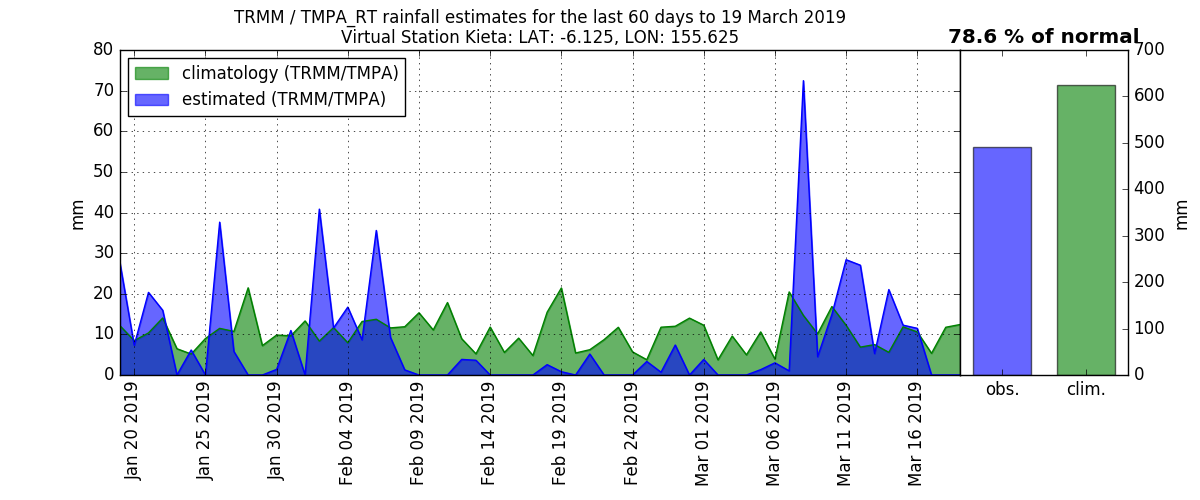 TRMM / TMPA_RT rainfall estimates for the last 60 days to 19 March 2019
Virtual Station Kieta: LAT: -6.125, LON: 155.625
78.6 % of normal
climatology (TRMM/TMPA)
estimated (TRMM/TMPA)
mm
80
70
60
50
40
30
20
10
0
Jan 20 2019
Jan 25 2019
Jan 30 2019
Feb 04 2019
Feb 09 2019
Feb 14 2019
Feb 19 2019
Feb 24 2019
Mar 01 2019
Mar 06 2019
Mar 11 2019
Mar 16 2019
700
600
500
400
300
200
100
0
mm
obs.
clim.